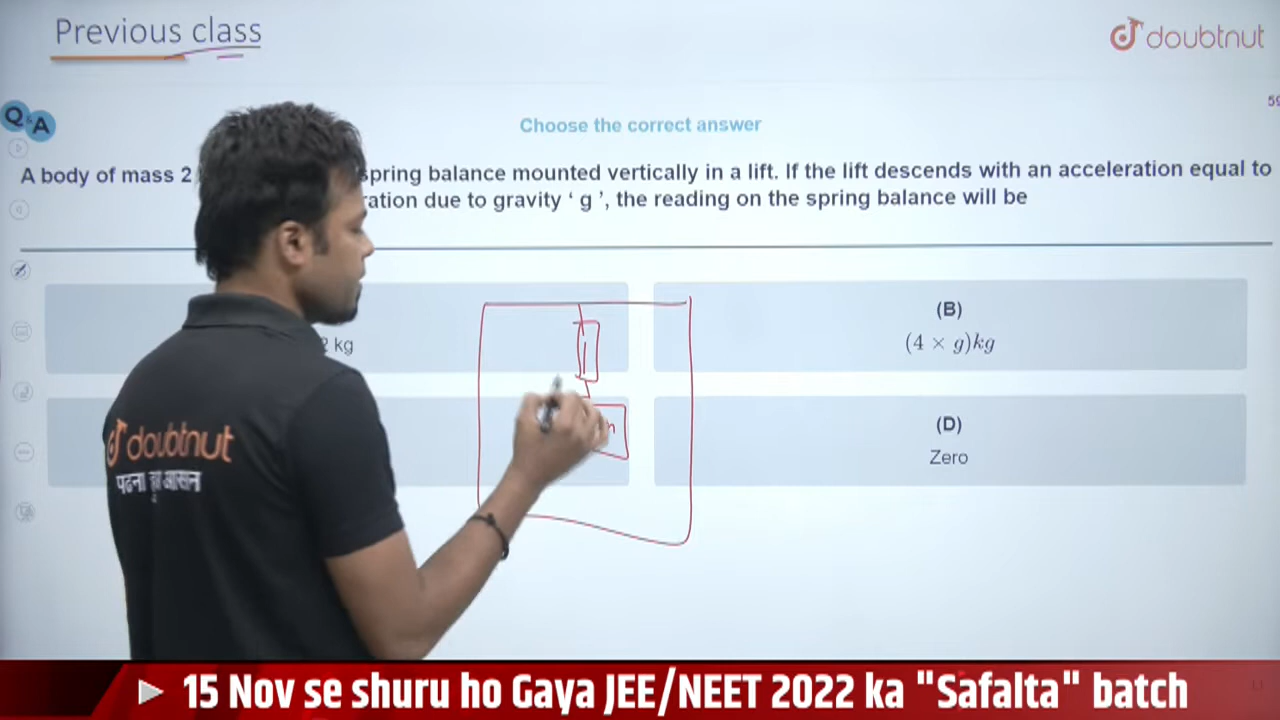 Previous class
doubtnut
Q&A
59
Choose the correct answer
A body of mass 2 spring balance mounted vertically in a lift. If the lift descends with an acceleration equal to
ration due to gravity ‘ g ’, the reading on the spring balance will be
2 kg
(B)
(4 × g)kg
(D)
Zero
doubtnut
पढ़ना हुआ आसान
15 Nov se shuru ho Gaya JEE/NEET 2022 ka "Safalta" batch
11